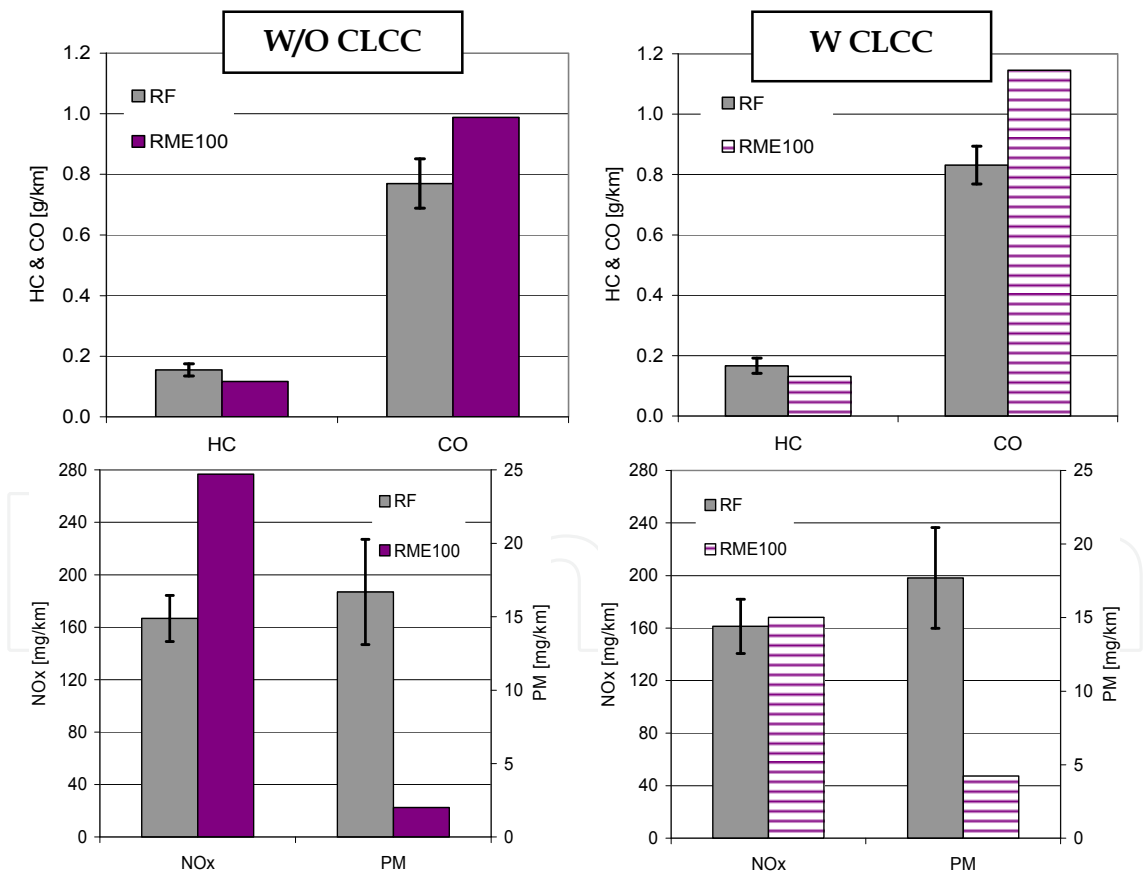 W/O CLCC
1.2
1.0
0.8
0.6
0.4
0.2
0.0
HC & CO [g/km]
RF
RME100
HC CO
W CLCC
1.2
1.0
0.8
0.6
0.4
0.2
0.0
HC & CO [g/km]
RF
RME100
HC CO
280
240
200
160
120
80
40
0
NOx [mg/km]
RF
RME100
25
20
15
10
5
0
PM [mg/km]
NOx PM
280
240
200
160
120
80
40
0
NOx [mg/km]
RF
RME100
25
20
15
10
5
0
PM [mg/km]
NOx PM